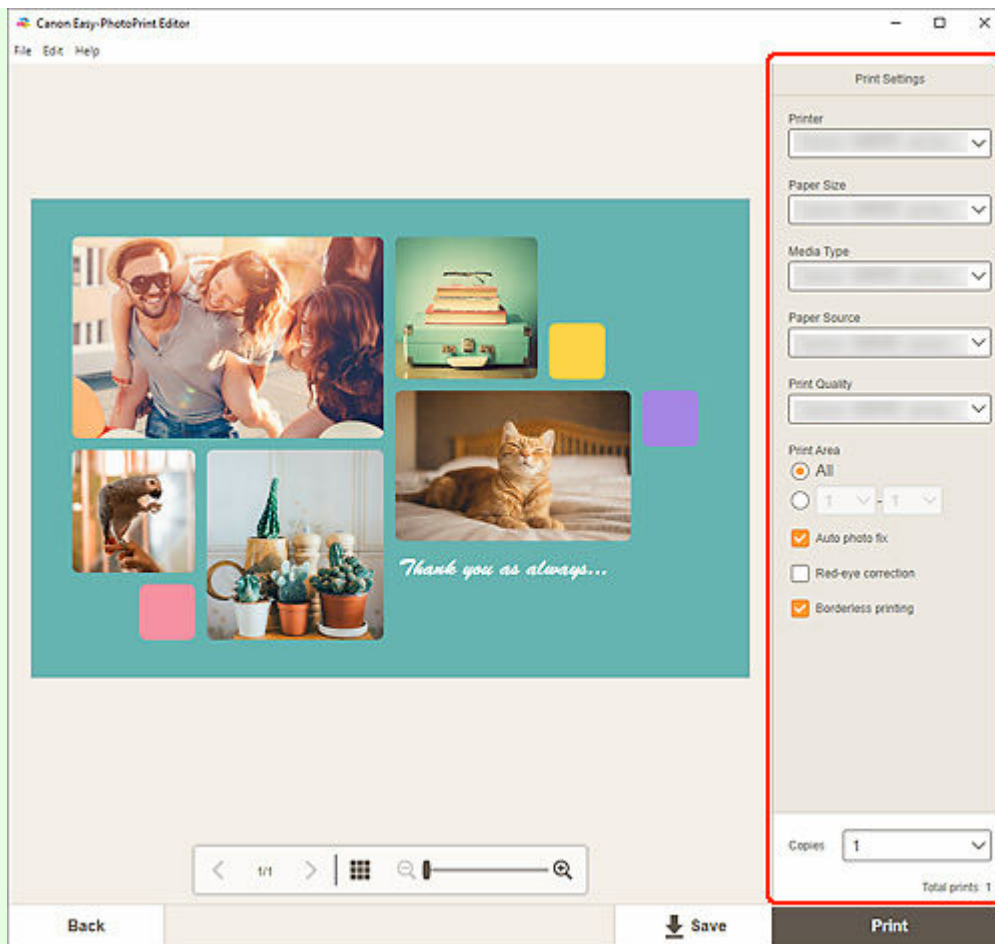 Canon Easy-PhotoPrint Editor
File Edit Help
Print Settings
Printer
Paper Size
Media Type
Paper Source
Print Quality
Print Area
All
1 - 1
Auto photo fix
Red-eye correction
Borderless printing
Thank you as always...
Copies 1
Total prints 1
1/1
Back
Save
Print